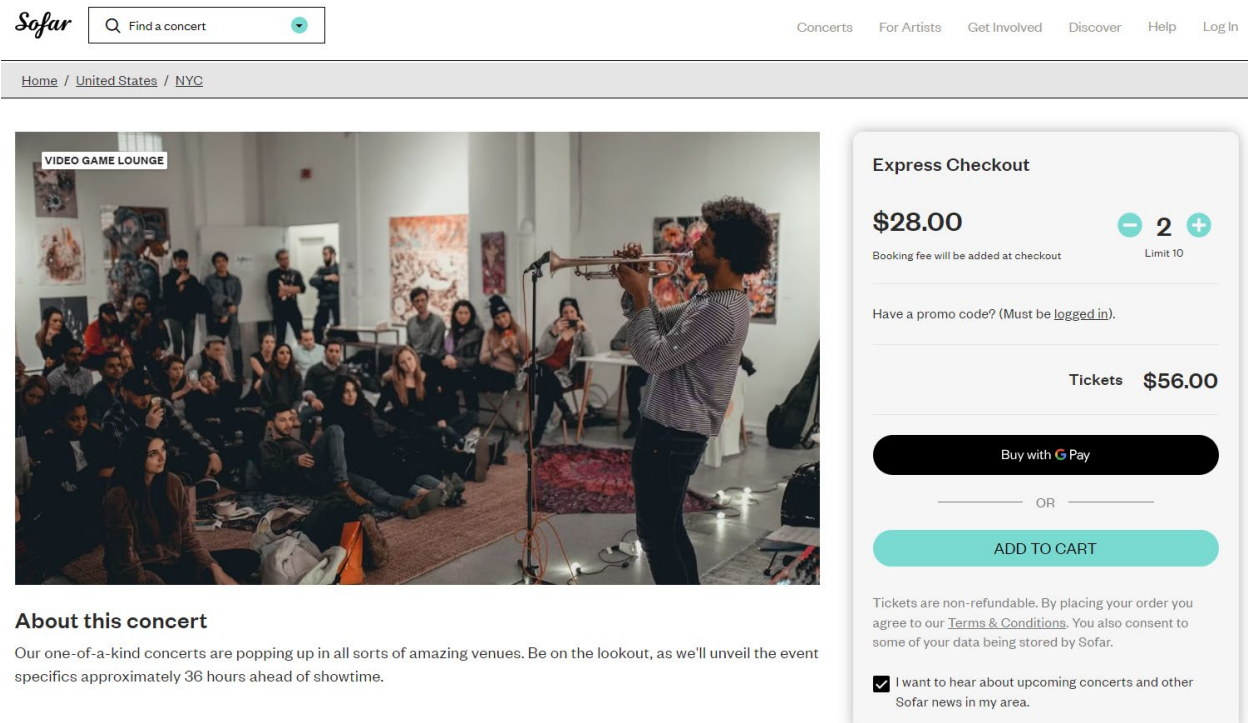 Sofar
Find a concert
Concerts For Artists Get Involved Discover Help Log In
Home / United States / NYC
VIDEO GAME LOUNGE
About this concert
Our one-of-a-kind concerts are popping up in all sorts of amazing venues. Be on the lookout, as we'll unveil the event
specifics approximately 36 hours ahead of showtime.
Express Checkout
$28.00 2
Booking fee will be added at checkout Limit 10
Have a promo code? (Must be logged in).
Tickets $56.00
Buy with G Pay
OR
ADD TO CART
Tickets are non-refundable. By placing your order you
agree to our Terms & Conditions. You also consent to
some of your data being stored by Sofar.
I want to hear about upcoming concerts and other
Sofar news in my area.